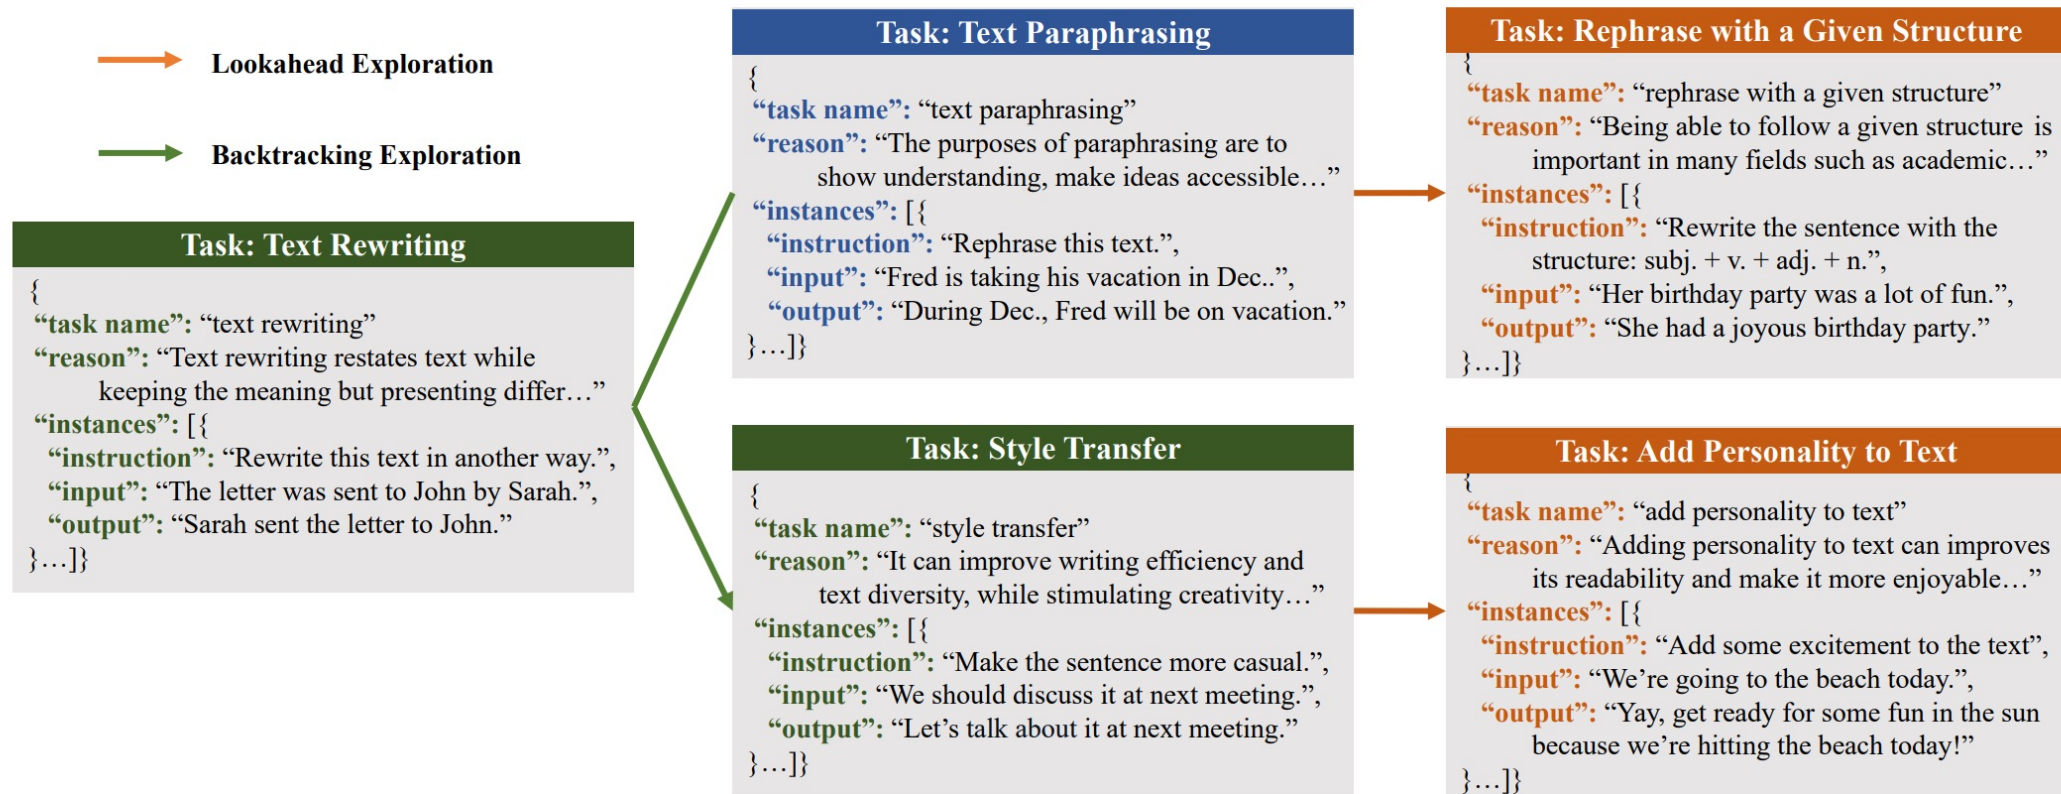 Lookahead Exploration
Backtracking Exploration
Task: Text Rewriting
{
“task name”: “text rewriting”
“reason”: “Text rewriting restates text while
keeping the meaning but presenting differ…”
“instances”: [{
“instruction”: “Rewrite this text in another way.”,
“input”: “The letter was sent to John by Sarah.”,
“output”: “Sarah sent the letter to John.”
}…]}
Task: Text Paraphrasing
{
“task name”: “text paraphrasing”
“reason”: “The purposes of paraphrasing are to
show understanding, make ideas accessible…”
“instances”: [{
“instruction”: “Rephrase this text.”,
“input”: “Fred is taking his vacation in Dec..”,
“output”: “During Dec., Fred will be on vacation.”
}…]}
Task: Style Transfer
{
“task name”: “style transfer”
“reason”: “It can improve writing efficiency and
text diversity, while stimulating creativity…”
“instances”: [{
“instruction”: “Make the sentence more casual.”,
“input”: “We should discuss it at next meeting.”,
“output”: “Let’s talk about it at next meeting.”
}…]}
Task: Rephrase with a Given Structure
{
“task name”: “rephrase with a given structure”
“reason”: “Being able to follow a given structure is
important in many fields such as academic…”
“instances”: [{
“instruction”: “Rewrite the sentence with the
structure: subj. + v. + adj. + n.”,
“input”: “Her birthday party was a lot of fun.”,
“output”: “She had a joyous birthday party.”
}…]}
Task: Add Personality to Text
{
“task name”: “add personality to text”
“reason”: “Adding personality to text can improves
its readability and make it more enjoyable…”
“instances”: [{
“instruction”: “Add some excitement to the text”,
“input”: “We’re going to the beach today.”,
“output”: “Yay, get ready for some fun in the sun
because we’re hitting the beach today!”
}…]}